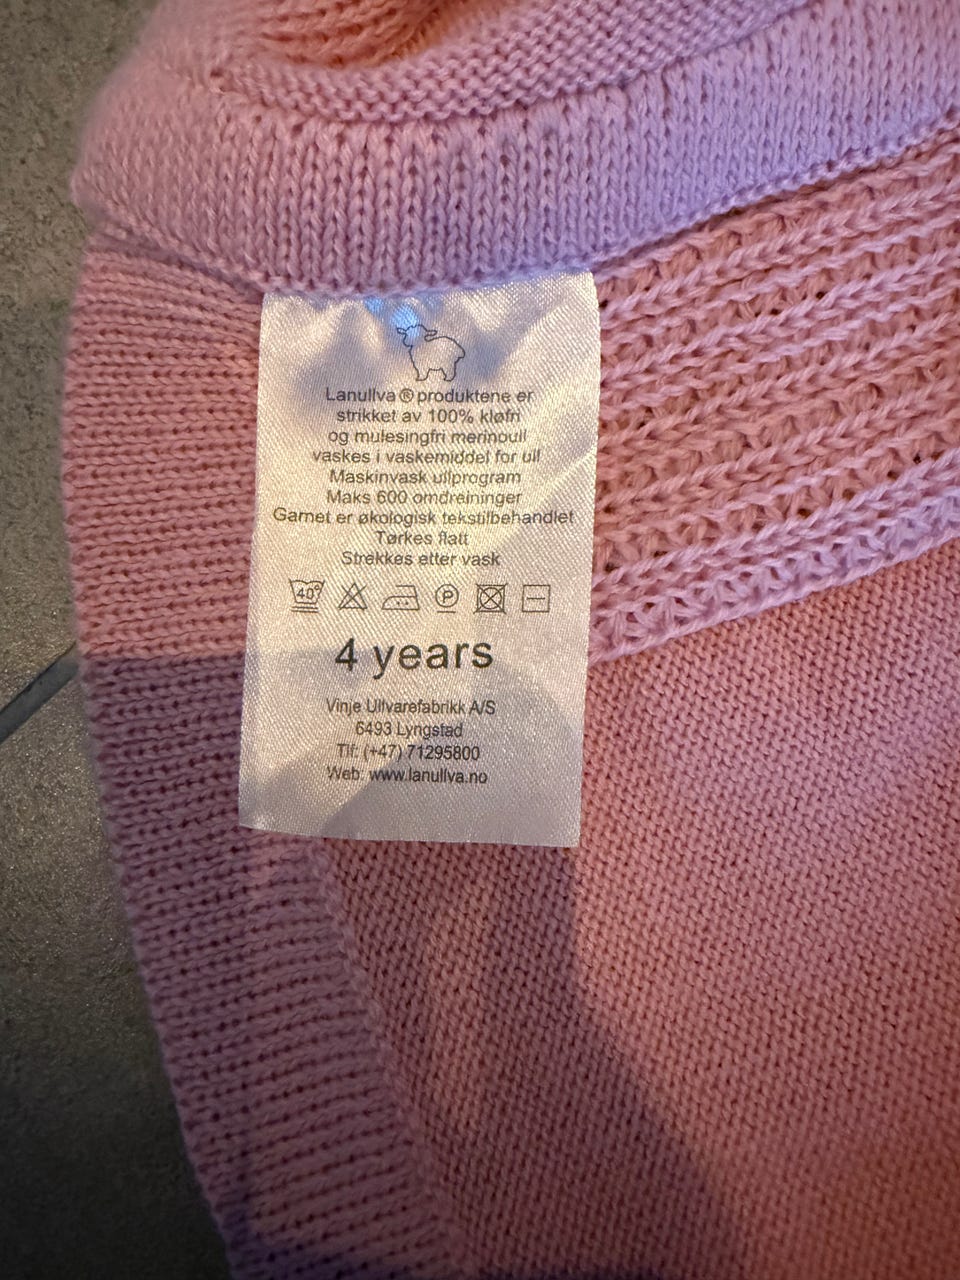 Lanullva ® produktene er
strikket av 100% kløfri
og mulesingfri merinoull
vaskes i vaskemiddel for ull
Maskinvask ullprogram
Maks 600 omdreininger
Garnet er økologisk tekstilbehandlet
Tørkes flatt
Strekkes etter vask
40° P
4 years
Vinje Ullvarefabrikk A/S
6493 Lyngstad
Tlf: (+47) 71295800
Web: www.lanullva.no